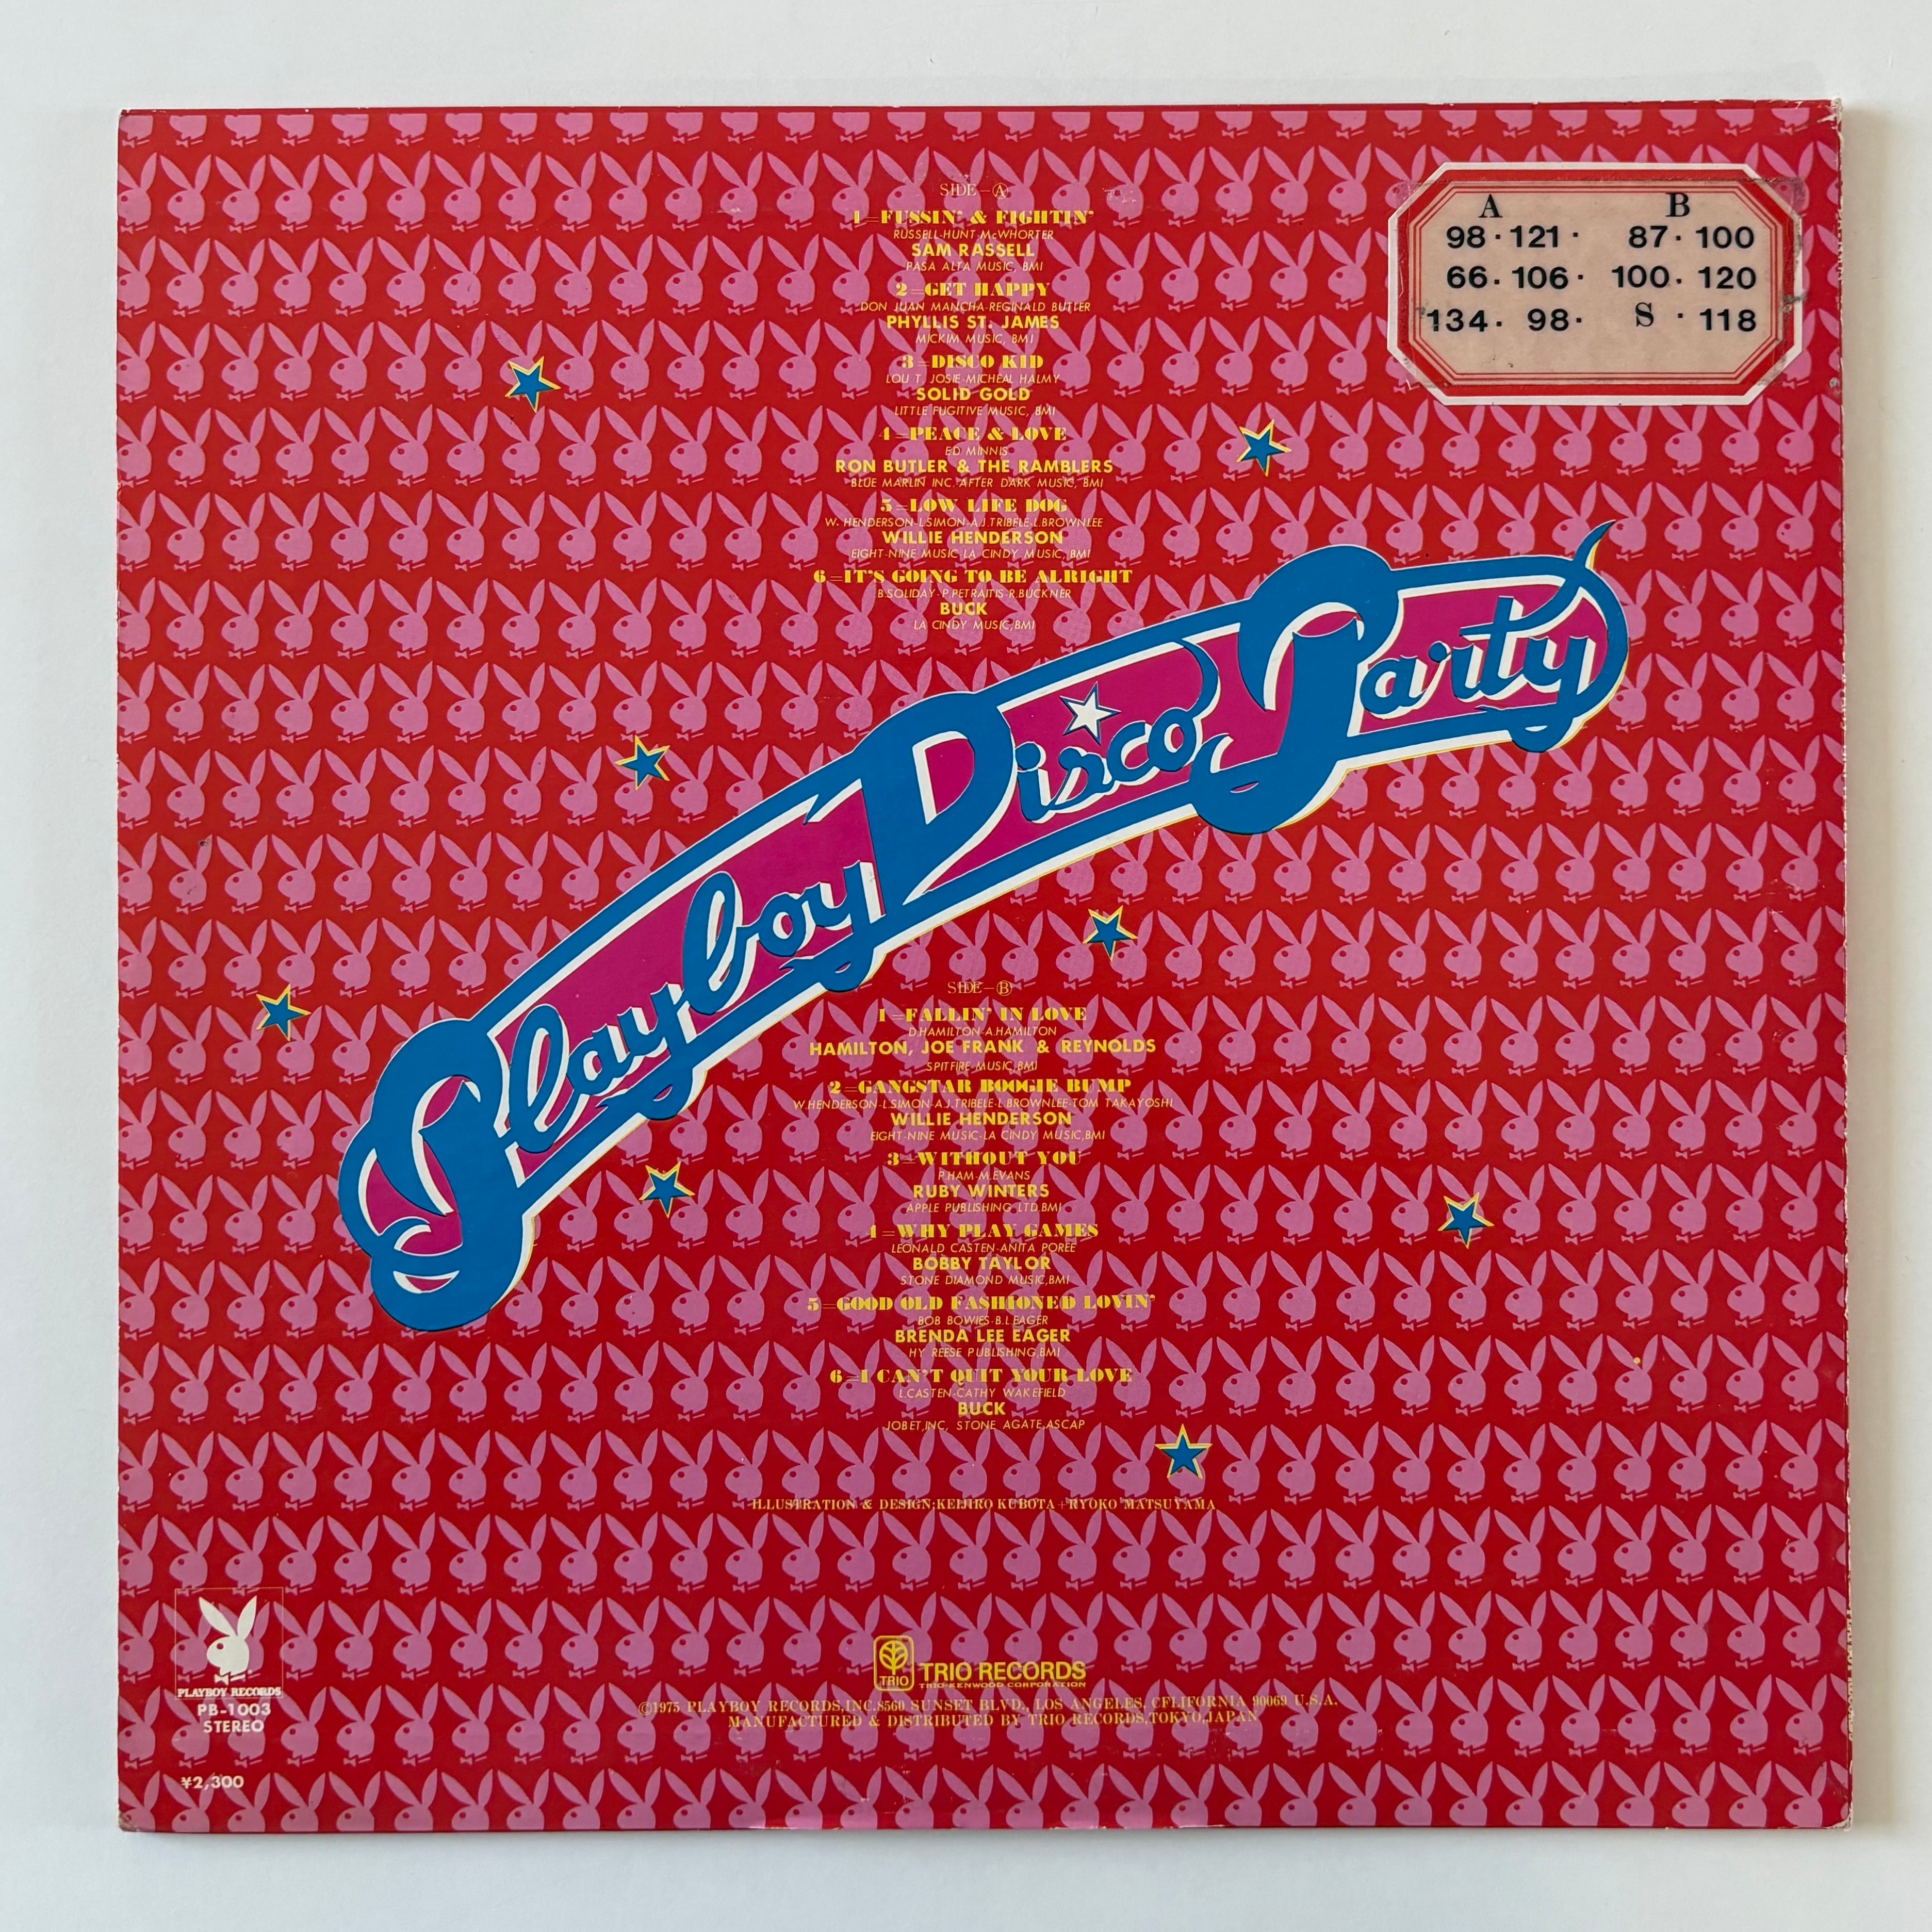 SIDE-Ⓐ
1=FUSSIN' & FIGHTIN'
RUSSELL·HUNT·McWHORTER
SAM RASSELL
PASA ALTA MUSIC, BMI
2=GET HAPPY
DON JUAN MANCHA·REGINALD BUTLER
PHYLLIS ST. JAMES
MICKIM MUSIC, BMI
3=DISCO KID
LOU T. JOSIE·MICHEAL HALMY
SOLID GOLD
LITTLE FUGITIVE MUSIC, BMI
4=PEACE & LOVE
ED MINNIS
RON BUTLER & THE RAMBLERS
BLUE MARLIN INC. AFTER DARK MUSIC, BMI
5=LOW LIFE DOG
W. HENDERSON·L.SIMON·A.J.TRIBELE·L.BROWNLEE
WILLIE HENDERSON
EIGHT·NINE MUSIC·LA CINDY MUSIC, BMI
6=IT'S GOING TO BE ALRIGHT
B.SOLIDAY·P.PETRAITIS·R.BUCKNER
BUCK
LA CINDY MUSIC,BMI
A B
98·121· 87·100
66·106· 100·120
134· 98· S ·118
Playboy Disco Party
SIDE-Ⓑ
1=FALLIN' IN LOVE
D.HAMILTON·A.HAMILTON
HAMILTON, JOE FRANK & REYNOLDS
SPITFIRE MUSIC,BMI
2=GANGSTAR BOOGIE BUMP
W.HENDERSON·L.SIMON·A.J.TRIBELE·L.BROWNLEE·TOM TAKAYOSHI
WILLIE HENDERSON
EIGHT·NINE MUSIC·LA CINDY MUSIC,BMI
3=WITHOUT YOU
P.HAM·M.EVANS
RUBY WINTERS
APPLE PUBLISHING LTD.BMI
4=WHY PLAY GAMES
LEONALD CASTEN·ANITA POREE
BOBBY TAYLOR
STONE DIAMOND MUSIC,BMI
5=GOOD OLD FASHIONED LOVIN'
BOB BOWIES·B.L.EAGER
BRENDA LEE EAGER
HY REESE PUBLISHING,BMI
6=I CAN'T QUIT YOUR LOVE
L.CASTEN·CATHY WAKEFIELD
BUCK
JOBET,INC, STONE AGATE,ASCAP
ILLUSTRATION & DESIGN:KEIJIRO KUBOTA+RYOKO MATSUYAMA
PLAYBOY RECORDS
PB-1003
STEREO
¥2,300
TRIO
TRIO RECORDS
TRIO-KENWOOD CORPORATION
©1975 PLAYBOY RECORDS,INC.8560 SUNSET BLVD., LOS ANGELES, CFLIFORNIA 90069 U.S.A.
MANUFACTURED & DISTRIBUTED BY TRIO RECORDS,TOKYO,JAPAN